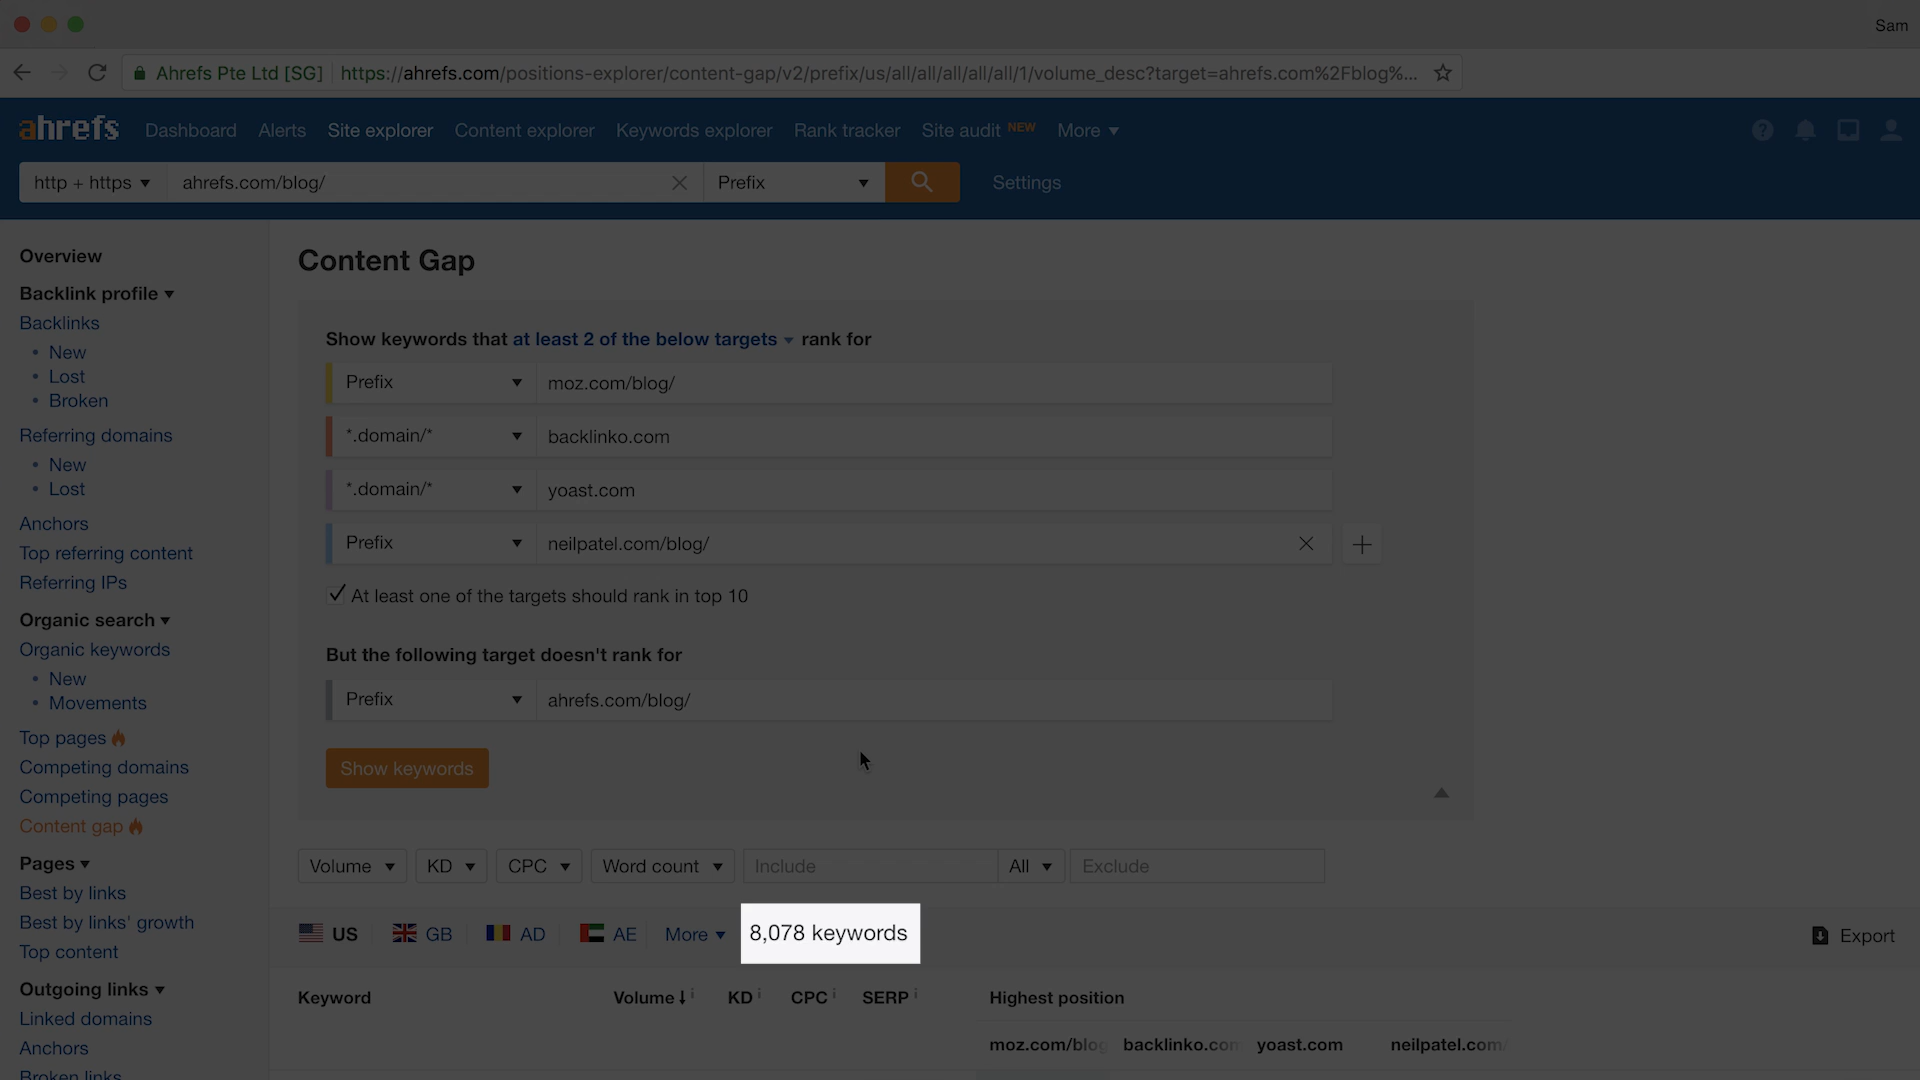 Sam
Ahrefs Pte Ltd [SG] https://ahrefs.com/positions-explorer/content-gap/v2/prefix/us/all/all/all/all/all/1/volume_desc?target=ahrefs.com%2Fblog%...
ahrefs Dashboard Alerts Site explorer Content explorer Keywords explorer Rank tracker Site audit NEW More ?
http + https ahrefs.com/blog/ Prefix Settings
Overview
Backlink profile
Backlinks
• New
• Lost
• Broken
Referring domains
• New
• Lost
Anchors
Top referring content
Referring IPs
Organic search
Organic keywords
• New
• Movements
Top pages
Competing domains
Competing pages
Content gap
Pages
Best by links
Best by links' growth
Top content
Outgoing links
Linked domains
Anchors
Broken links
Content Gap
Show keywords that at least 2 of the below targets rank for
Prefix moz.com/blog/
*.domain/* backlinko.com
*.domain/* yoast.com
Prefix neilpatel.com/blog/
At least one of the targets should rank in top 10
But the following target doesn't rank for
Prefix ahrefs.com/blog/
Show keywords
Volume KD CPC Word count Include All Exclude
US GB AD AE More 8,078 keywords Export
Keyword Volume i KD i CPC i SERP i Highest position
moz.com/blog backlinko.com yoast.com neilpatel.com/